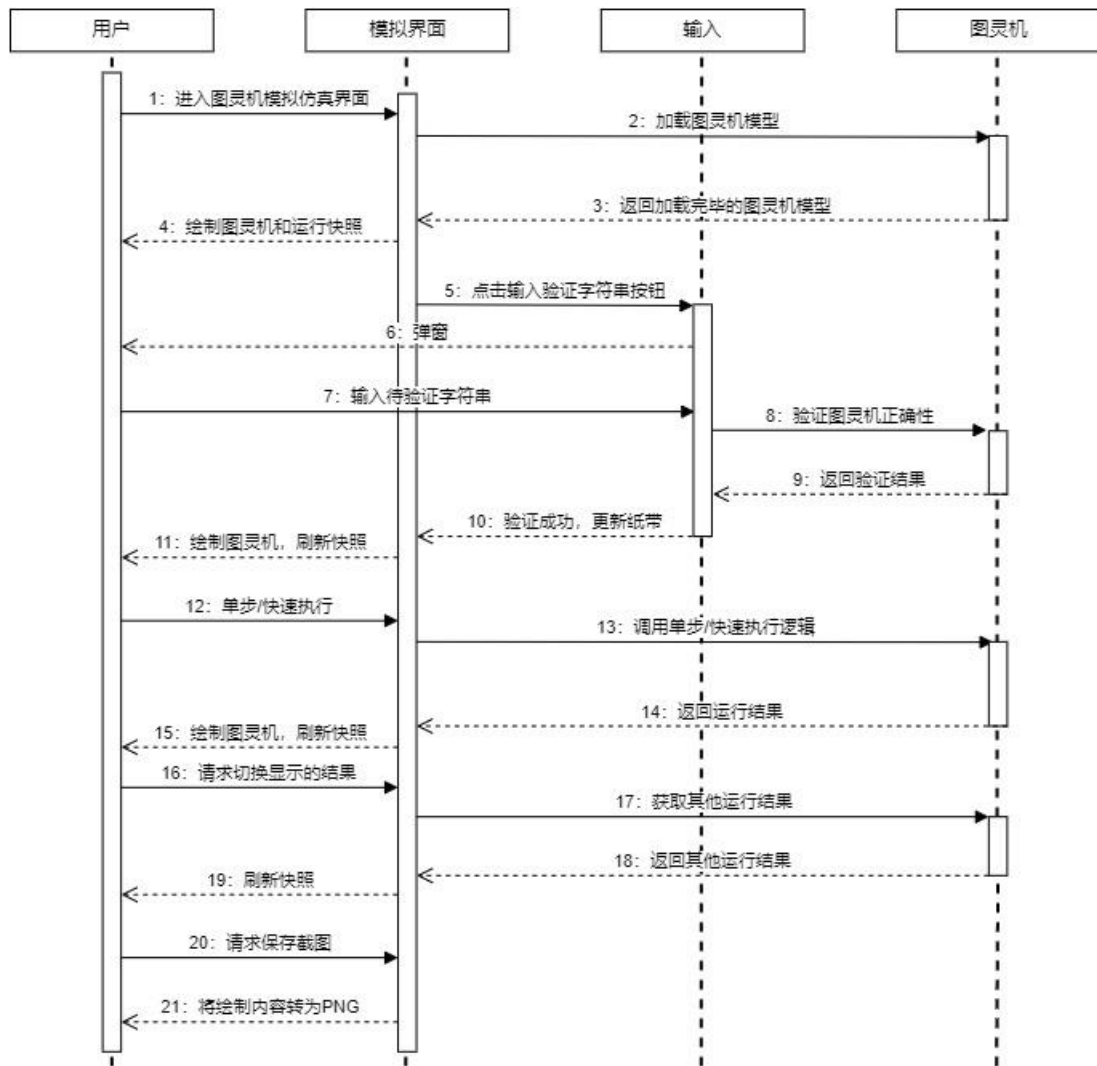 用户
模拟界面
输入
图灵机
1：进入图灵机模拟仿真界面
2：加载图灵机模型
3：返回加载完毕的图灵机模型
4：绘制图灵机和运行快照
5：点击输入验证字符串按钮
6：弹窗
7：输入待验证字符串
8：验证图灵机正确性
9：返回验证结果
10：验证成功，更新纸带
11：绘制图灵机，刷新快照
12：单步/快速执行
13：调用单步/快速执行逻辑
14：返回运行结果
15：绘制图灵机，刷新快照
16：请求切换显示的结果
17：获取其他运行结果
18：返回其他运行结果
19：刷新快照
20：请求保存截图
21：将绘制内容转为PNG